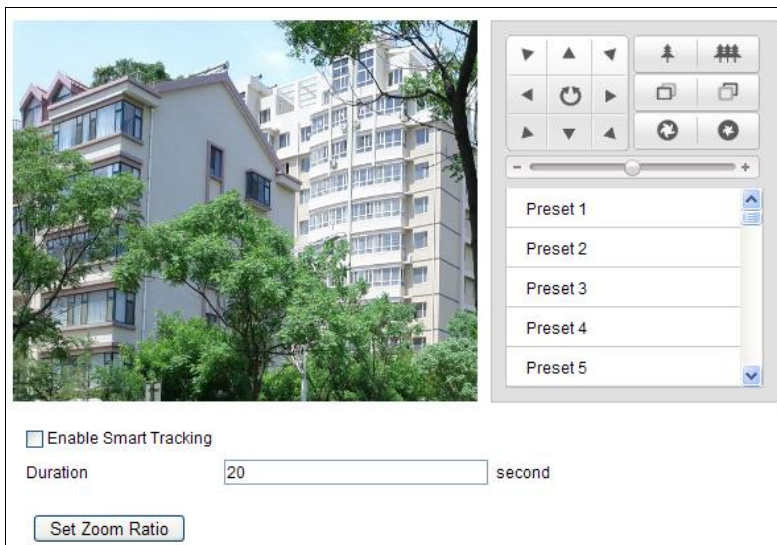 Preset 1
Preset 2
Preset 3
Preset 4
Preset 5
Enable Smart Tracking
Duration 20 second
Set Zoom Ratio